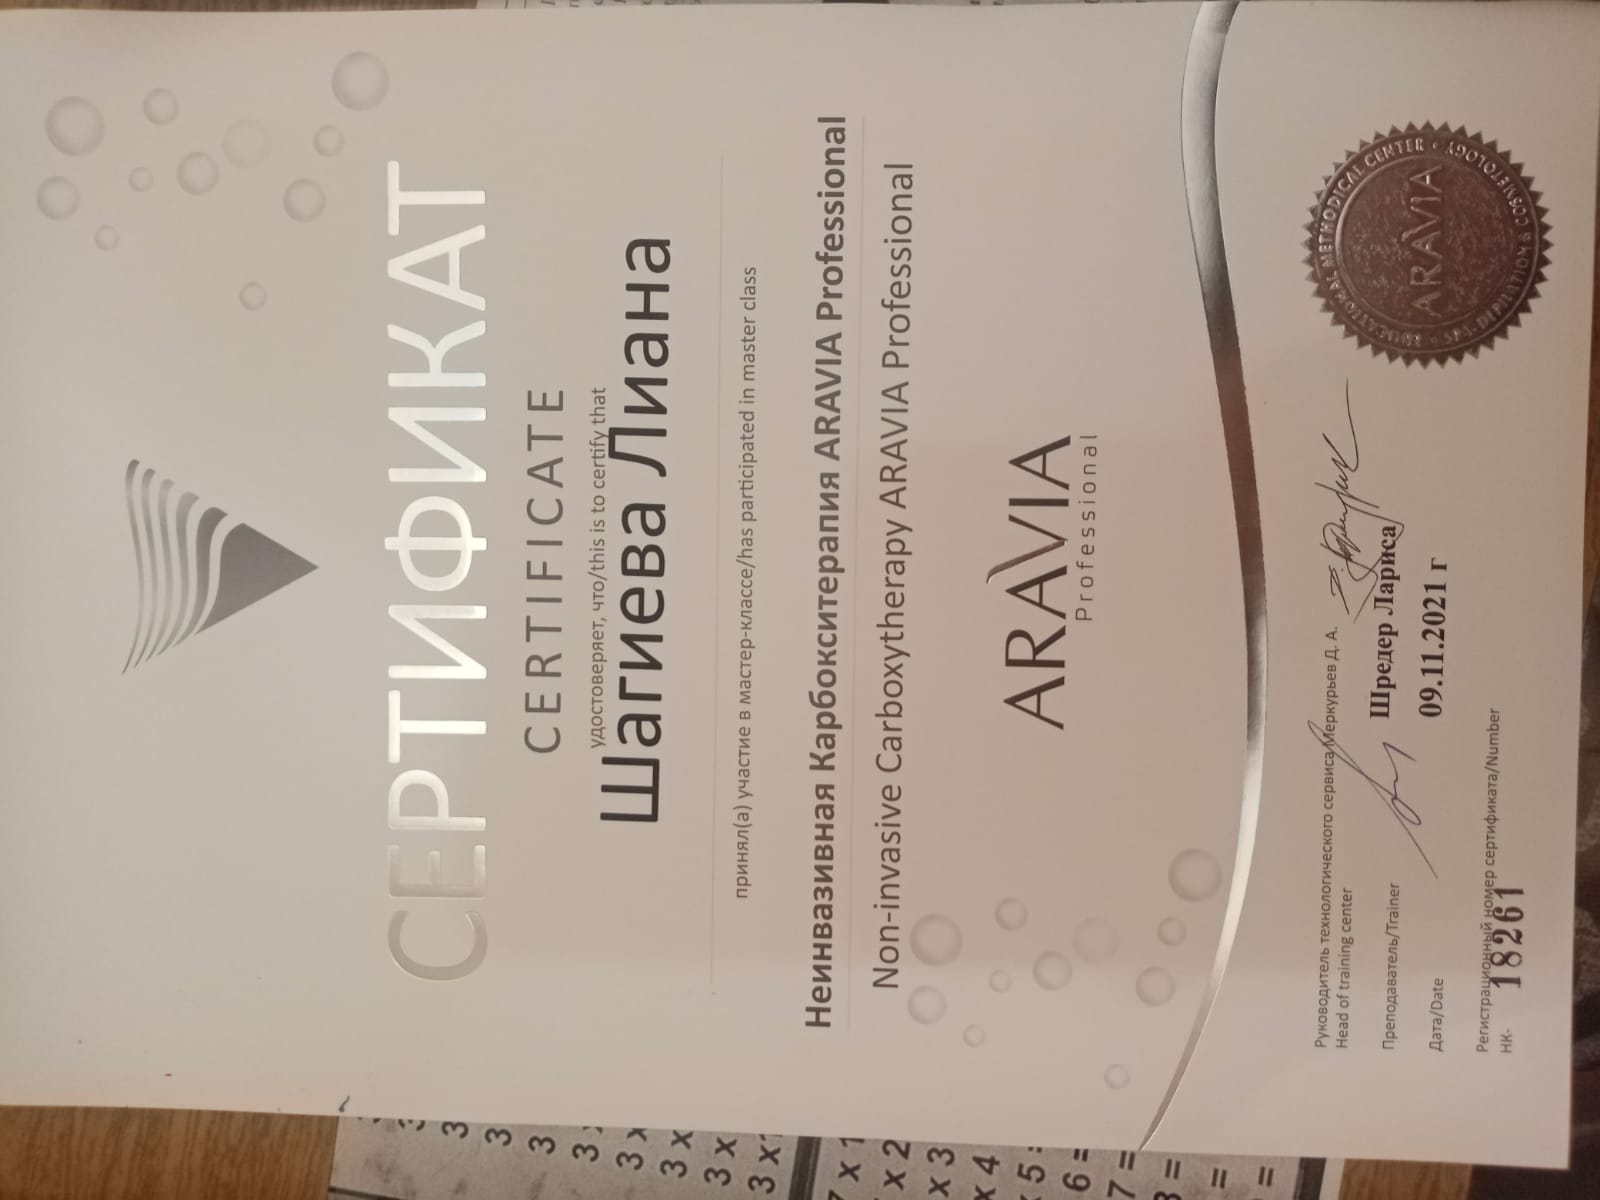 СЕРТИФИКАТ
CERTIFICATE
удостоверяет, что/this is to certify that
Шагиева Лиана
принял(а) участие в мастер-классе/has participated in master class
Неинвазивная Карбокситерапия ARAVIA Professional
Non-invasive Carboxytherapy ARAVIA Professional
ARAVIA
Professional
Руководитель технологического сервиса Меркурьев Д. А.
Head of training center
Преподаватель/Trainer Шредер Лариса
Дата/Date 09.11.2021 г
Регистрационный номер сертификата/Number
НК- 18261
EDUCATIONAL METHODICAL CENTER
ARAVIA
SPA-DEPILATION & COSMETOLOGY
3
3
3
3
3 x
3 x
3 x
3 x1
7 x 1
x 2
x 3
x 4
x 5 =
6 =
7 =
8 =
=
=